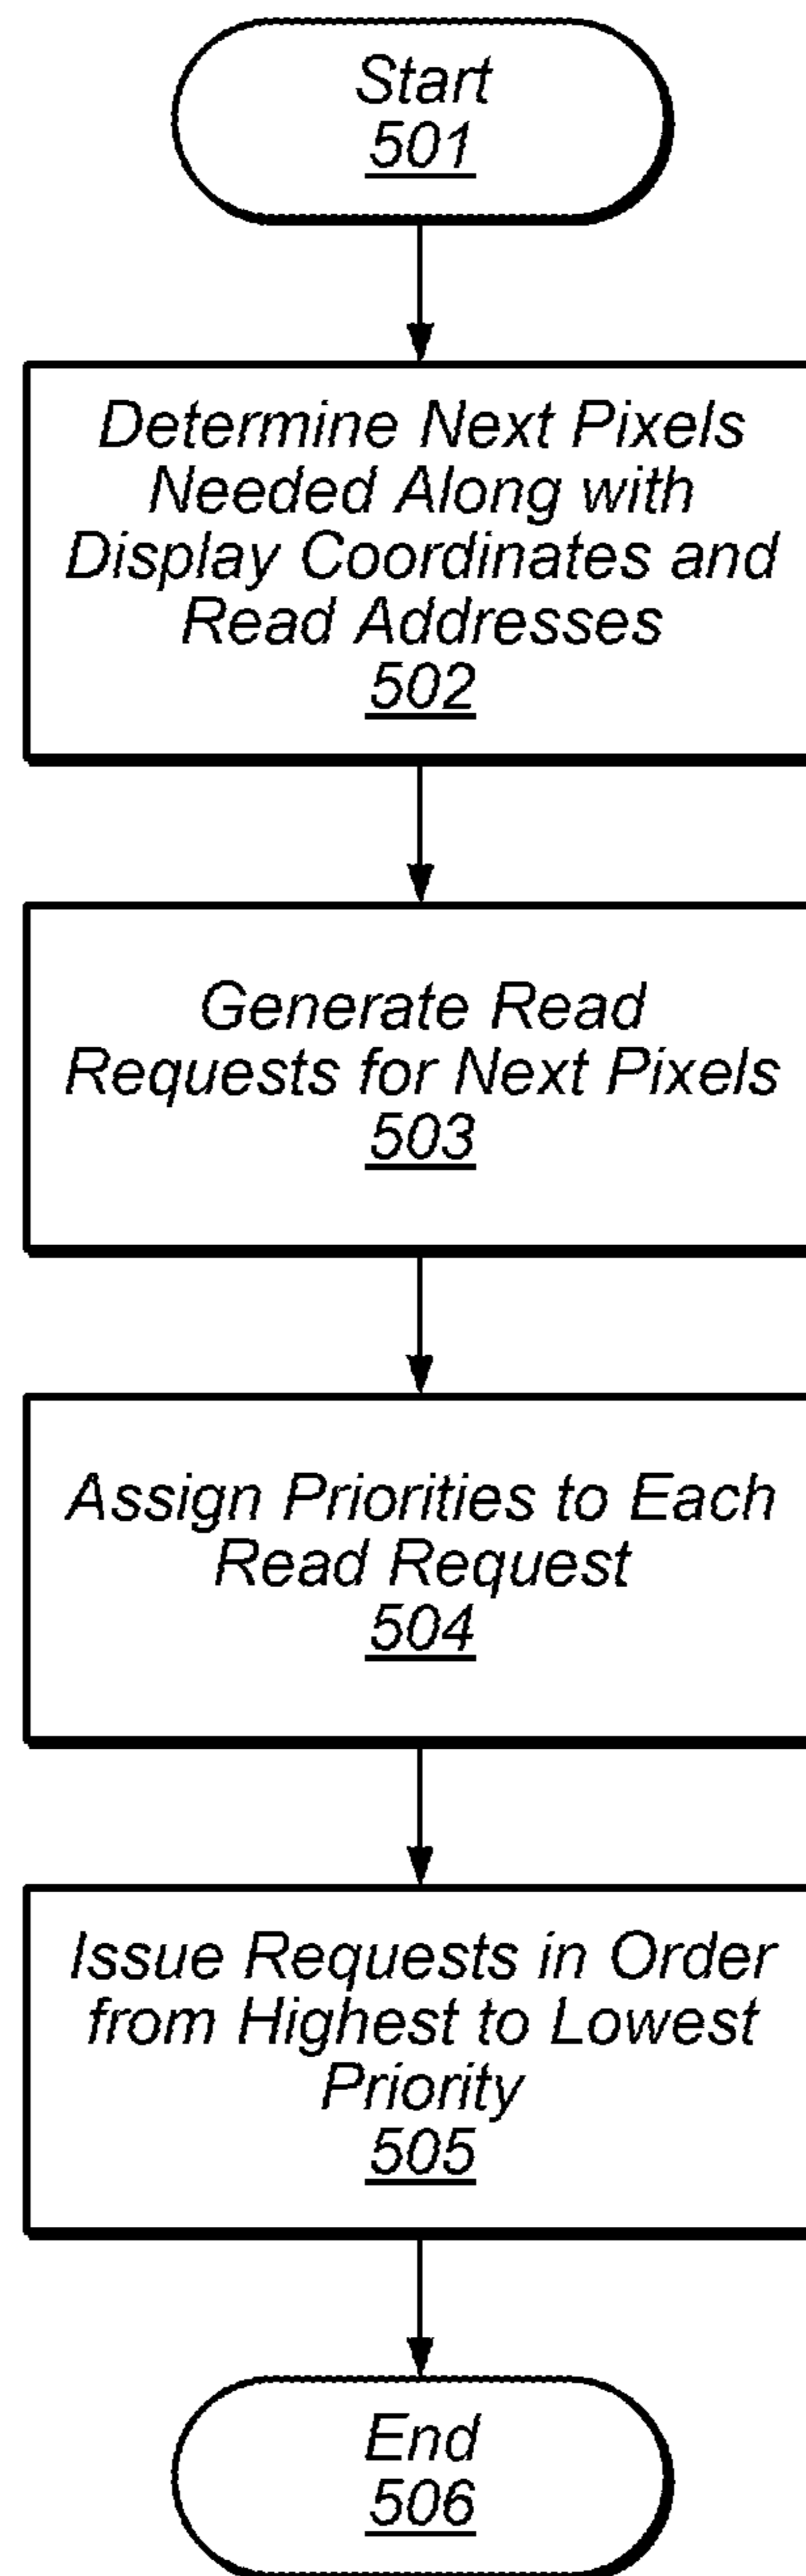 Start
501
Determine Next Pixels
Needed Along with
Display Coordinates and
Read Addresses
502
Generate Read
Requests for Next Pixels
503
Assign Priorities to Each
Read Request
504
Issue Requests in Order
from Highest to Lowest
Priority
505
End
506